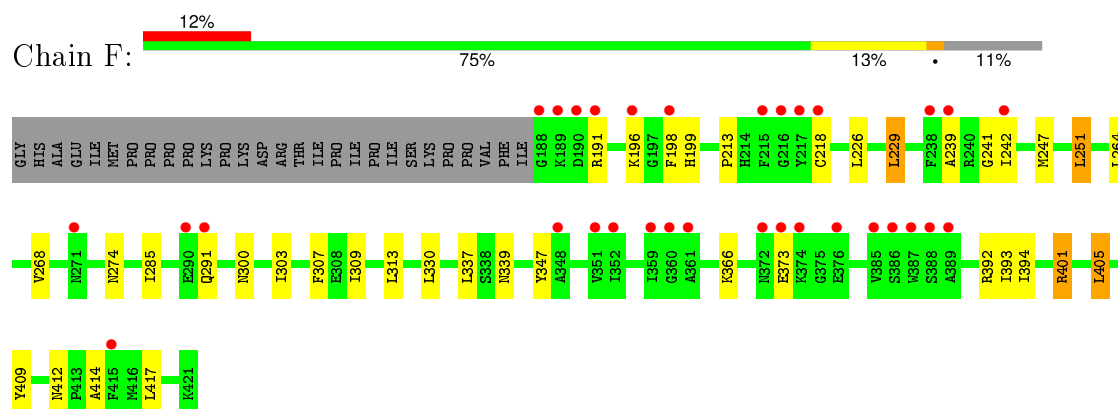 12%
Chain F:
75% 13% • 11%
GLY HIS ALA GLU ILE MET PRO PRO PRO PRO PRO LYS PRO LYS ASP ARG THR ILE PRO ILE PRO ILE SER LYS PRO PRO VAL PHE ILE G188 K189 D190 R191 K196 G197 F198 H199 P213 H214 F215 G216 Y217 C218 L226 L229 F238 A239 R240 G241 I242 M247 L251 L264
V268 N271 N274 I285 E290 Q291 N300 I303 F307 E308 I309 L313 L330 L337 S338 N339 Y347 A348 V351 I352 I359 G360 A361 K366 N372 E373 K374 G375 E376 V385 S386 W387 S388 A389 R392 I393 I394 R401 L405
Y409 N412 P413 A414 F415 M416 L417 K421